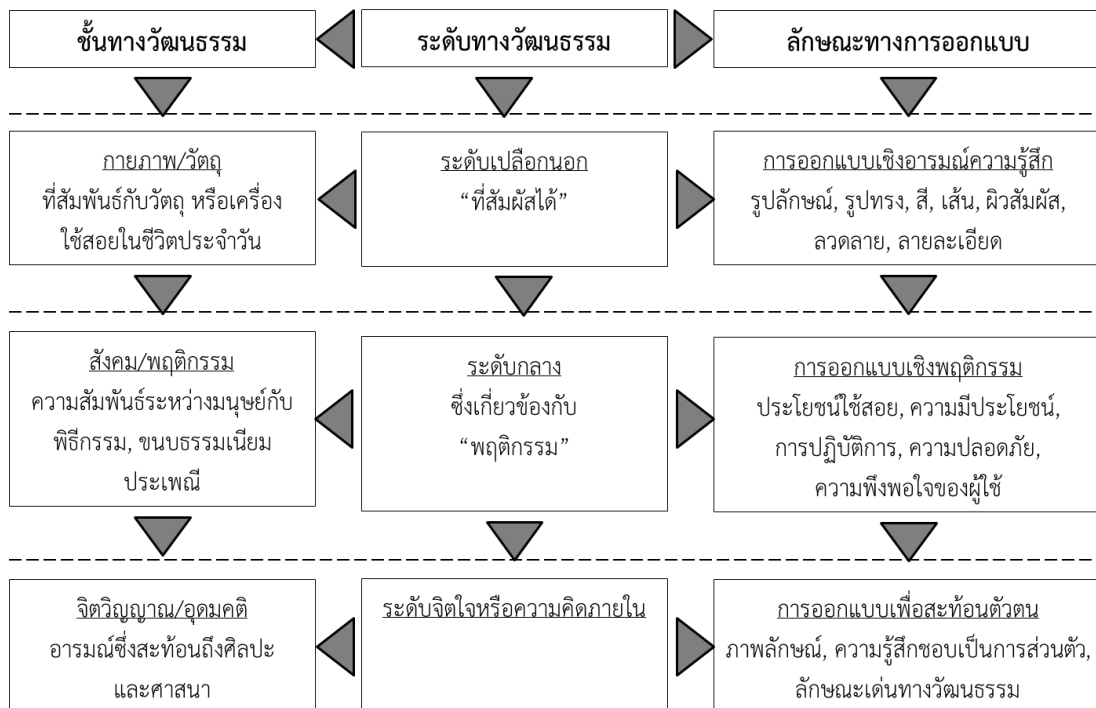 ชั้นทางวัฒนธรรม
ระดับทางวัฒนธรรม
ลักษณะทางการออกแบบ
กายภาพ/วัตถุ
ที่สัมพันธ์กับวัตถุ หรือเครื่อง
ใช้สอยในชีวิตประจำวัน
ระดับเปลือกนอก
“ที่สัมผัสได้”
การออกแบบเชิงอารมณ์ความรู้สึก
รูปลักษณ์, รูปทรง, สี, เส้น, ผิวสัมผัส,
ลวดลาย, ลายละเอียด
สังคม/พฤติกรรม
ความสัมพันธ์ระหว่างมนุษย์กับ
พิธีกรรม, ขนบธรรมเนียม
ประเพณี
ระดับกลาง
ซึ่งเกี่ยวข้องกับ
“พฤติกรรม”
การออกแบบเชิงพฤติกรรม
ประโยชน์ใช้สอย, ความมีประโยชน์,
การปฏิบัติการ, ความปลอดภัย,
ความพึงพอใจของผู้ใช้
จิตวิญญาณ/อุดมคติ
อารมณ์ซึ่งสะท้อนถึงศิลปะ
และศาสนา
ระดับจิตใจหรือความคิดภายใน
การออกแบบเพื่อสะท้อนตัวตน
ภาพลักษณ์, ความรู้สึกชอบเป็นการส่วนตัว,
ลักษณะเด่นทางวัฒนธรรม